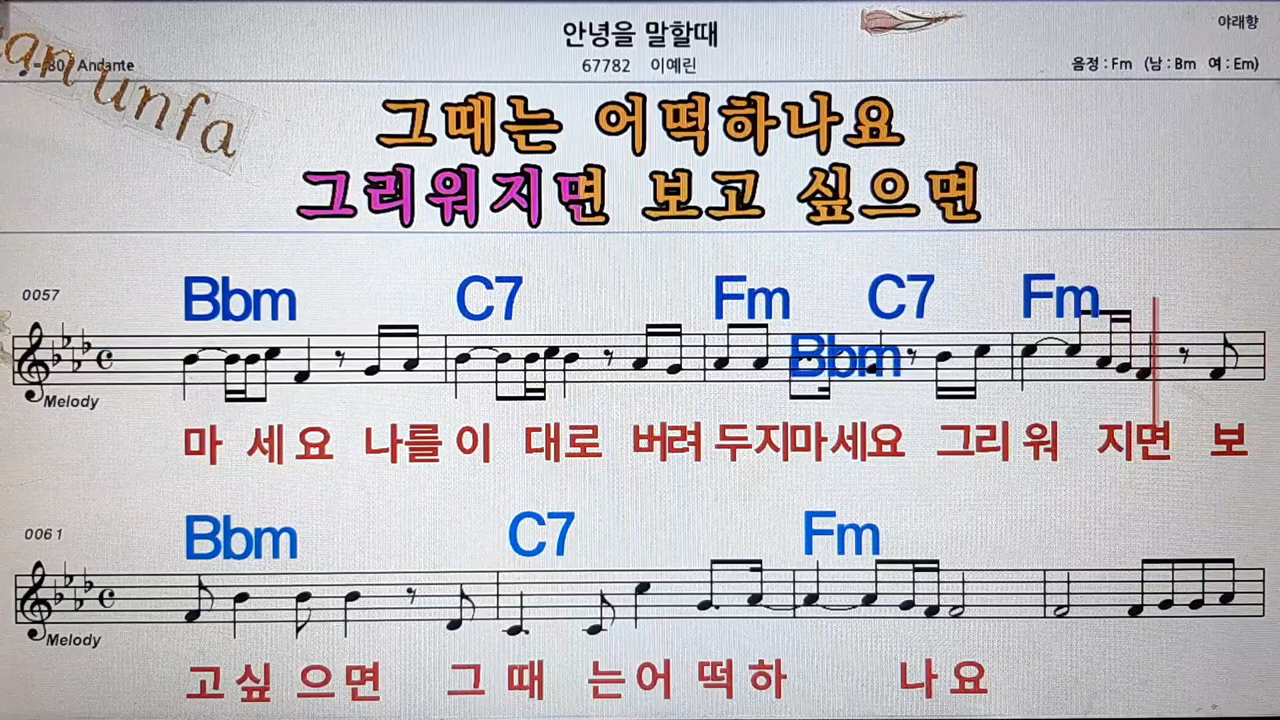 안녕을 말할때
야래향
67782 이예린
=80 Andante
음정 : Fm (남 : Bm 여 : Em)
unfa
그때는 어떡하나요
그리워지면 보고 싶으면
0057
Bbm C7 Fm Bbm C7 Fm
Melody
마 세요 나를 이 대로 버려 두지마세요 그리 워 지면 보
0061
Bbm C7 Fm
Melody
고싶 으면 그 때 는어 떡하 나요